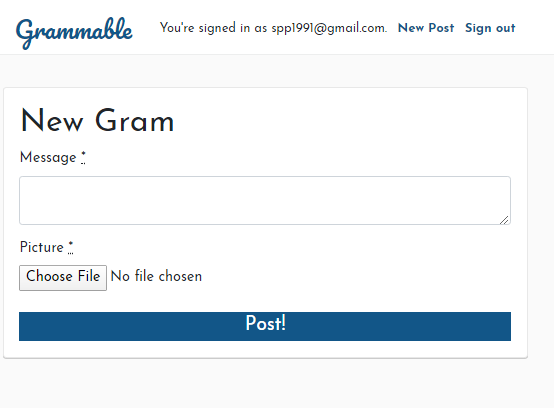 Grammable You're signed in as spp1991@gmail.com. New Post Sign out
New Gram
Message *
Picture *
Choose File No file chosen
Post!